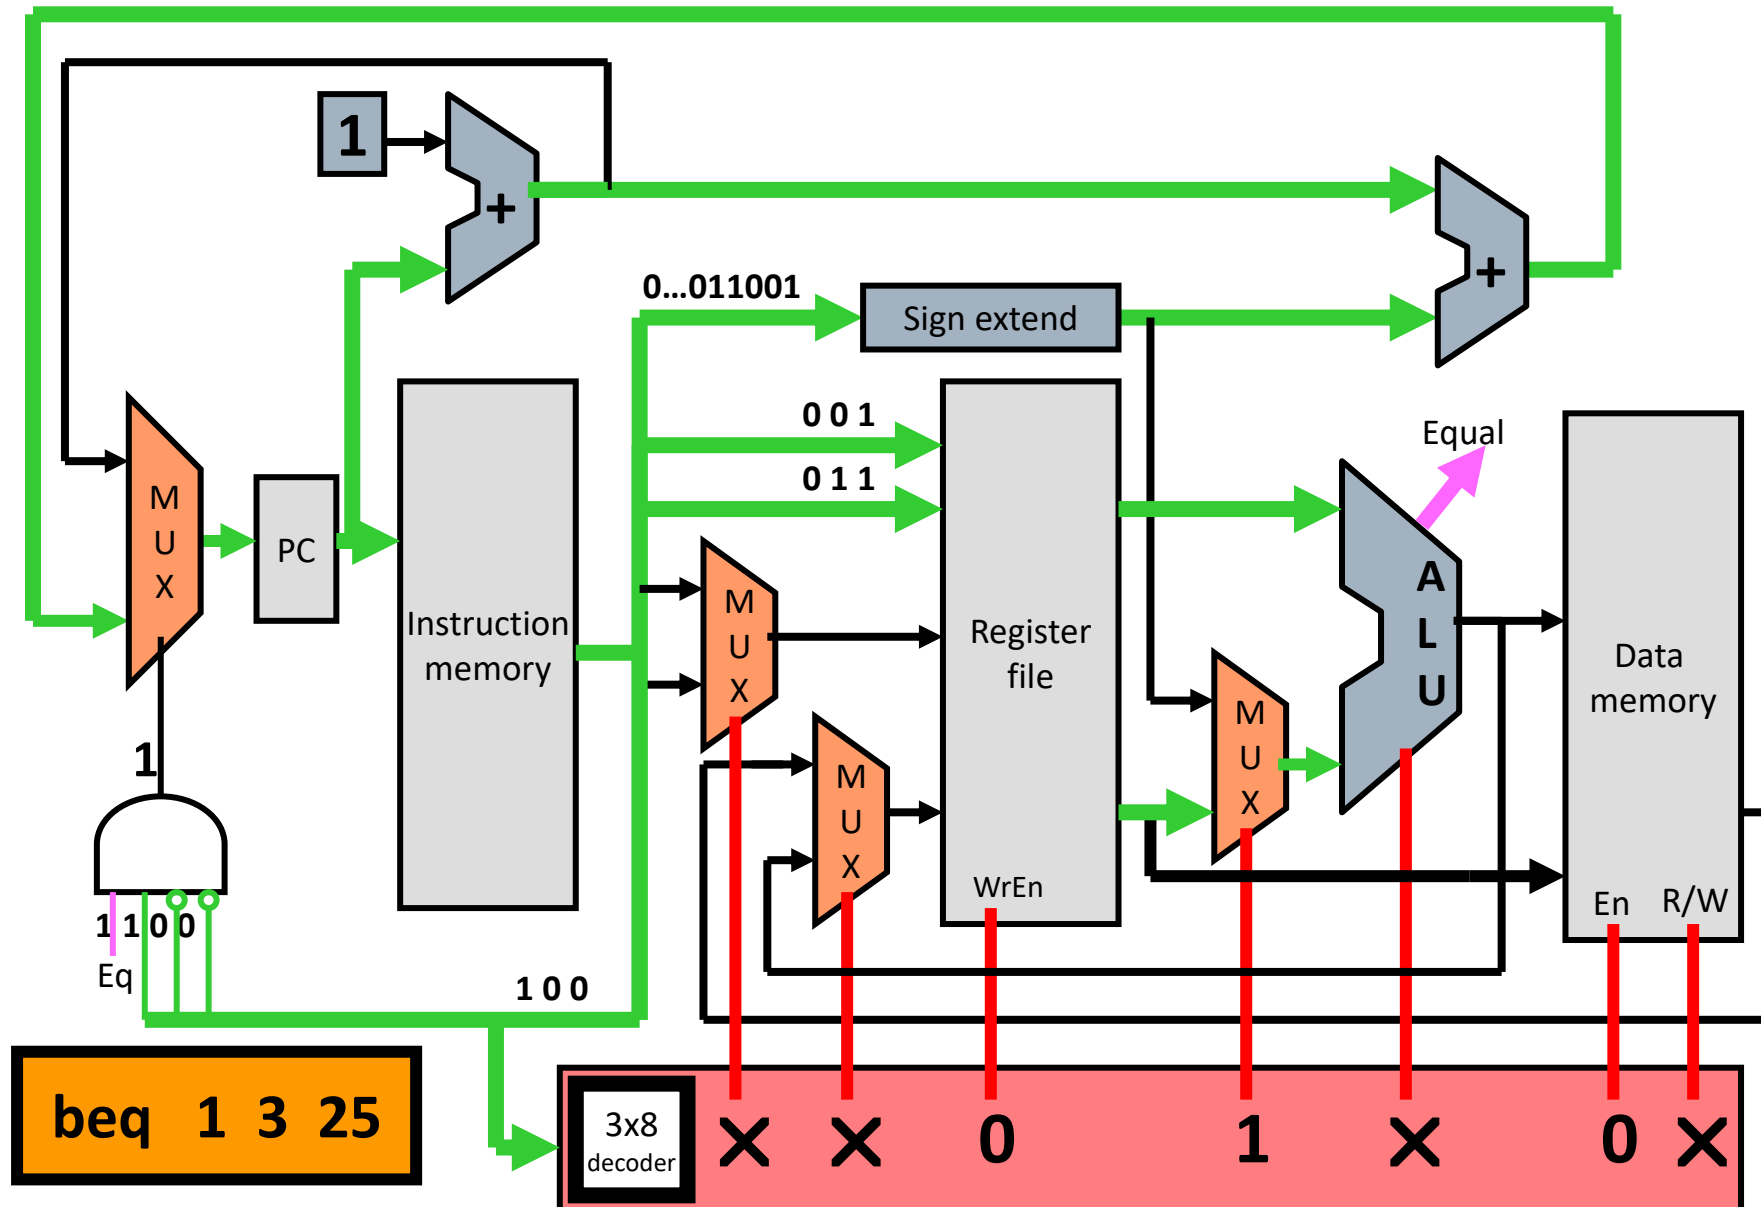 1
+
+
0...011001
Sign extend
0 0 1
0 1 1
Equal
M
U
X
PC
Instruction
memory
M
U
X
Register
file
A
L
U
Data
memory
M
U
X
M
U
X
1
WrEn
En
R/W
1 1 0 0
Eq
1 0 0
beq 1 3 25
3x8
decoder
X X 0 1 X 0 X